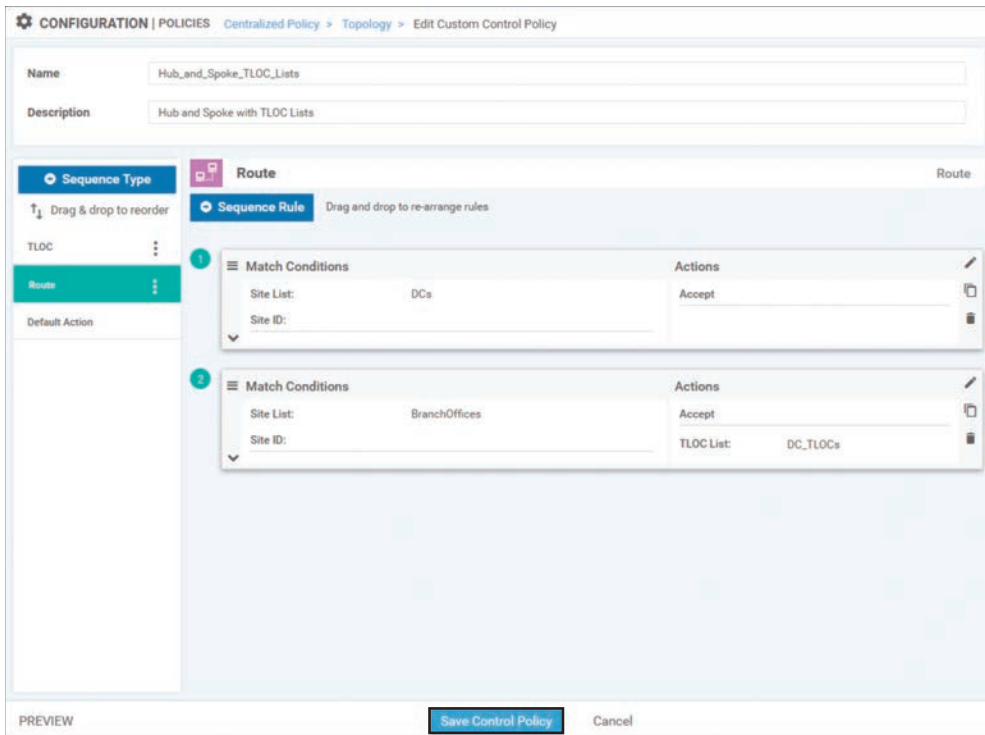 CONFIGURATION | POLICIES Centralized Policy > Topology > Edit Custom Control Policy
Name Hub_and_Spoke_TLOC_Lists
Description Hub and Spoke with TLOC Lists
Sequence Type
Drag & drop to reorder
TLOC
Route
Default Action
Route Route
Sequence Rule Drag and drop to re-arrange rules
1 Match Conditions Actions
Site List: DCs Accept
Site ID:
2 Match Conditions Actions
Site List: BranchOffices Accept
Site ID: TLOC List: DC_TLOCs
PREVIEW Save Control Policy Cancel